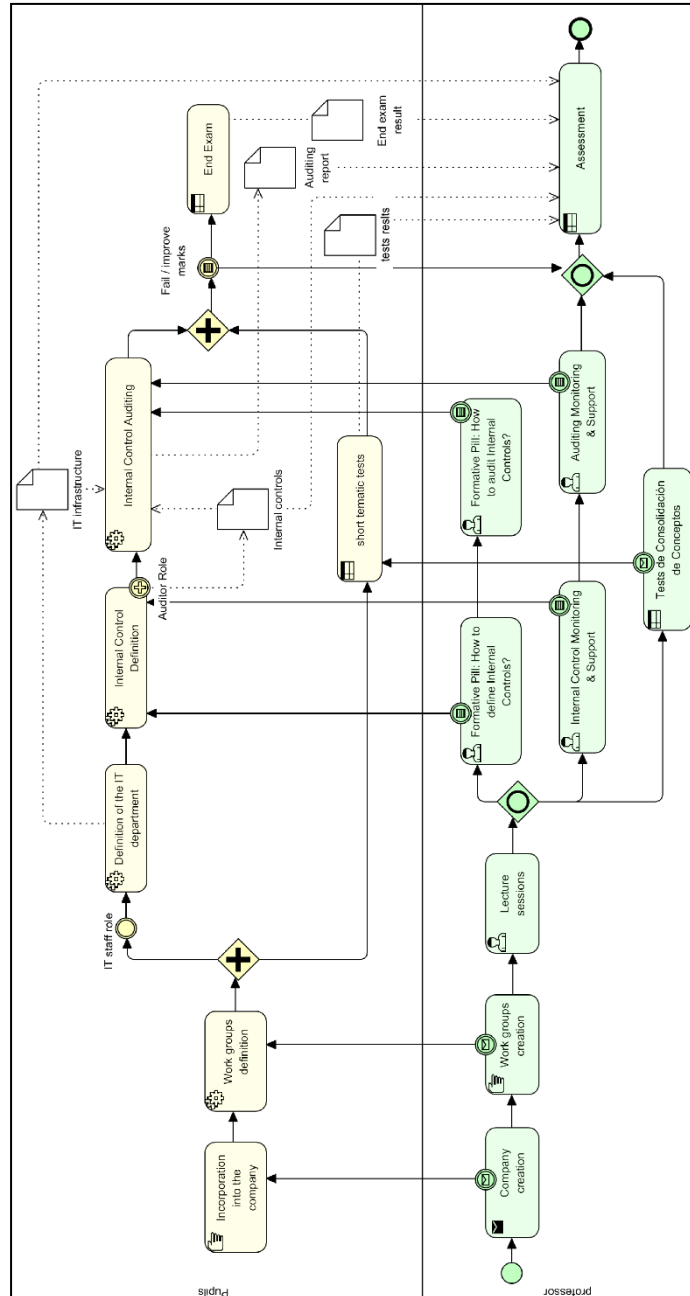 Pupils
Incorporation
into the
company
Work groups
definition
IT staff role
Definition of the IT
department
Internal Control
Definition
Auditor Role
Internal Control Auditing
IT infrastructure
Internal controls
short tematic tests
Fail / improve
marks
End Exam
End exam
result
Auditing
report
tests reslts
professor
Company
creation
Work groups
creation
Lecture
sessions
Formative Pill: How to
define Internal
Controls?
Formative Pill: How
to audit Internal
Controls?
Internal Control Monitoring
& Support
Auditing Monitoring
& Support
Tests de Consolidación
de Conceptos
Assessment